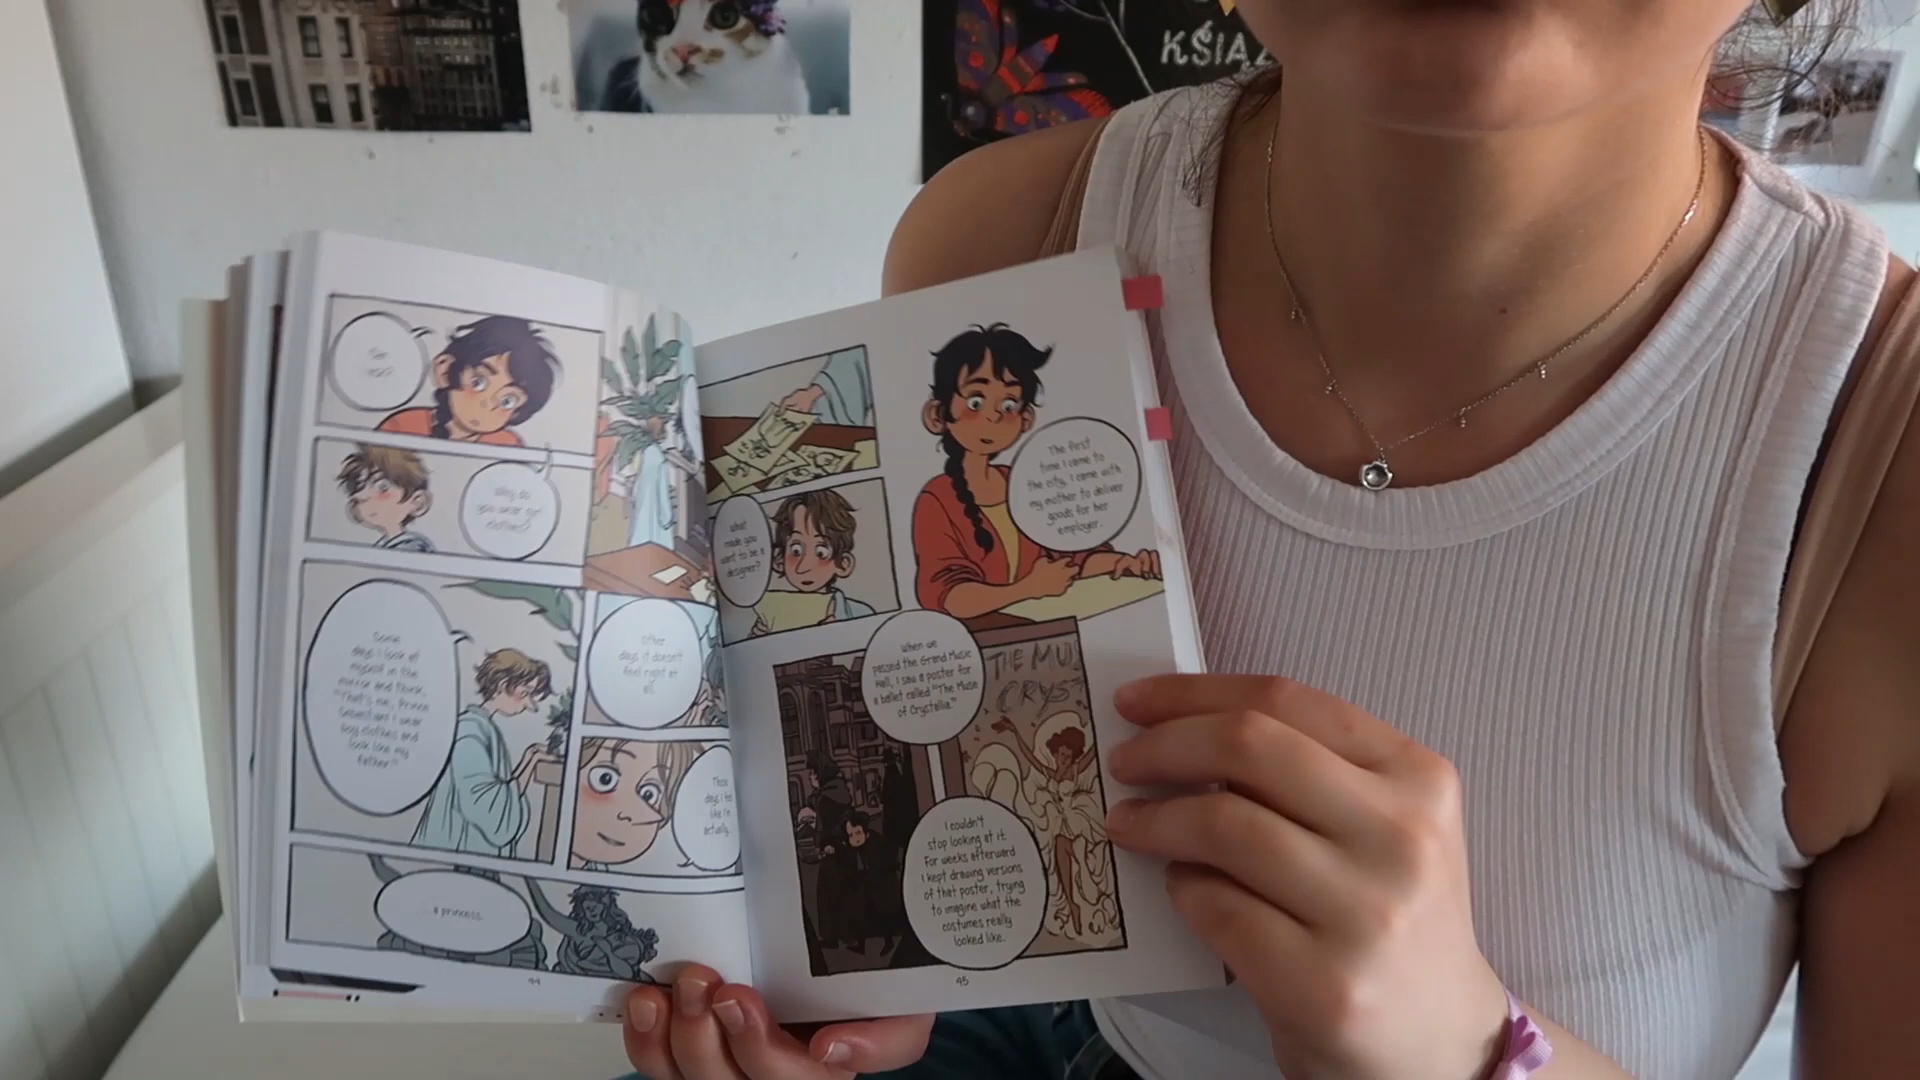 KSIĄŻ
So
Why do
you wear girl
clothes?
Some
days I look at
myself in the
mirror and think,
"That's me, Prince
Sebastian! I wear
boy clothes and
look like my
father."
Other
days it doesn't
feel right at
all.
Those
days I feel
like I'm
actually...
...a princess.
44
what
made you
want to be a
designer?
The first
time I came to
the city, I came with
my mother to deliver
goods for her
employer.
When we
passed the Grand Music
Hall, I saw a poster for
a ballet called "The Muse
of Crystallia."
THE MUS
CRYST
I couldn't
stop looking at it.
For weeks afterward
I kept drawing versions
of that poster, trying
to imagine what the
costumes really
looked like.
45